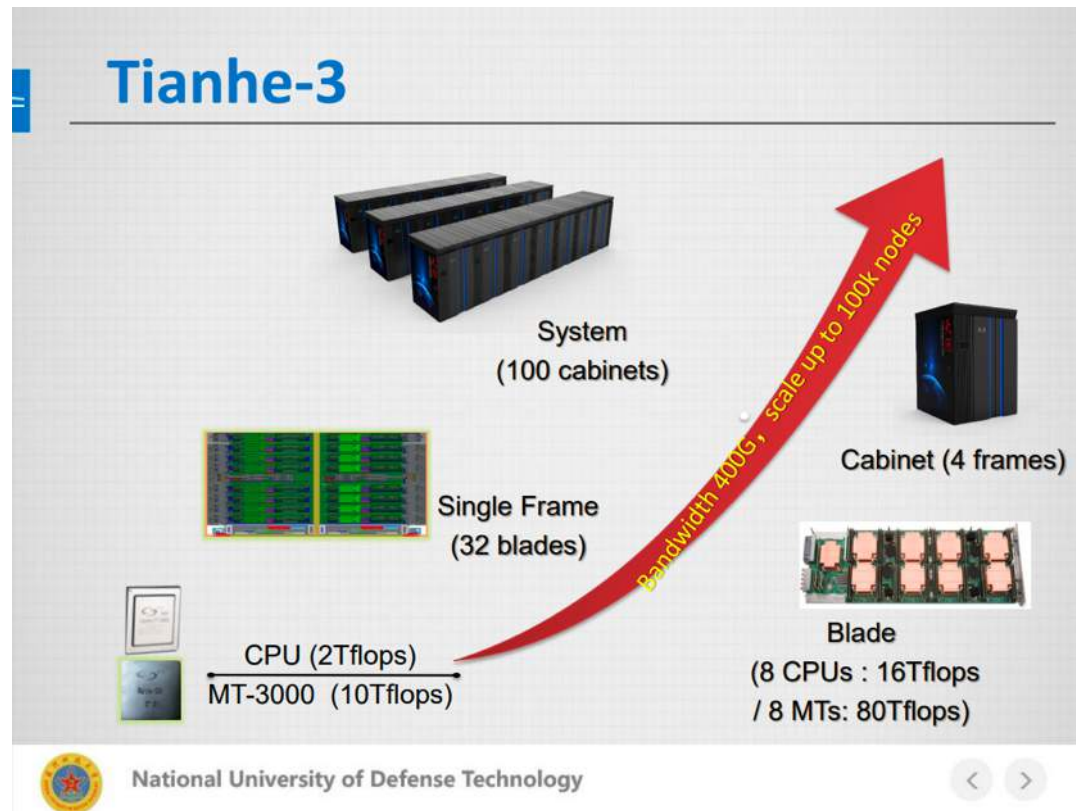 Tianhe-3
System
(100 cabinets)
Bandwidth 400G，scale up to 100k nodes
Cabinet (4 frames)
Single Frame
(32 blades)
Blade
(8 CPUs : 16Tflops
/ 8 MTs: 80Tflops)
CPU (2Tflops)
MT-3000 (10Tflops)
National University of Defense Technology